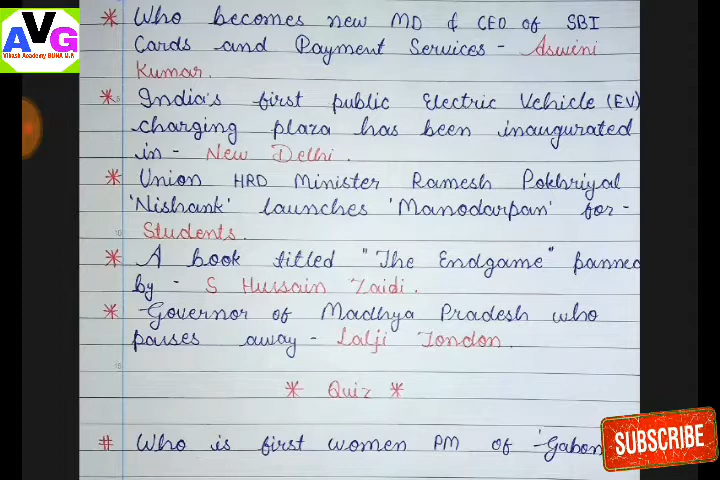 AVG
Vikash Academy BUNA M.R
* Who becomes new MD & CEO of SBI
Cards and Payment Services - Aswini
Kumar.
* India's first public Electric Vehicle (EV)
charging plaza has been inaugurated
in - New Delhi.
* Union HRD Minister Ramesh Pokhriyal
'Nishank' launches 'Manodarpan' for -
Students.
* A book titled "The Endgame" panned
by - S Hussain Zaidi.
* Governor of Madhya Pradesh who
passes away - Lalji Tondon.
* Quiz *
# Who is first women PM of Gabon
SUBSCRIBE